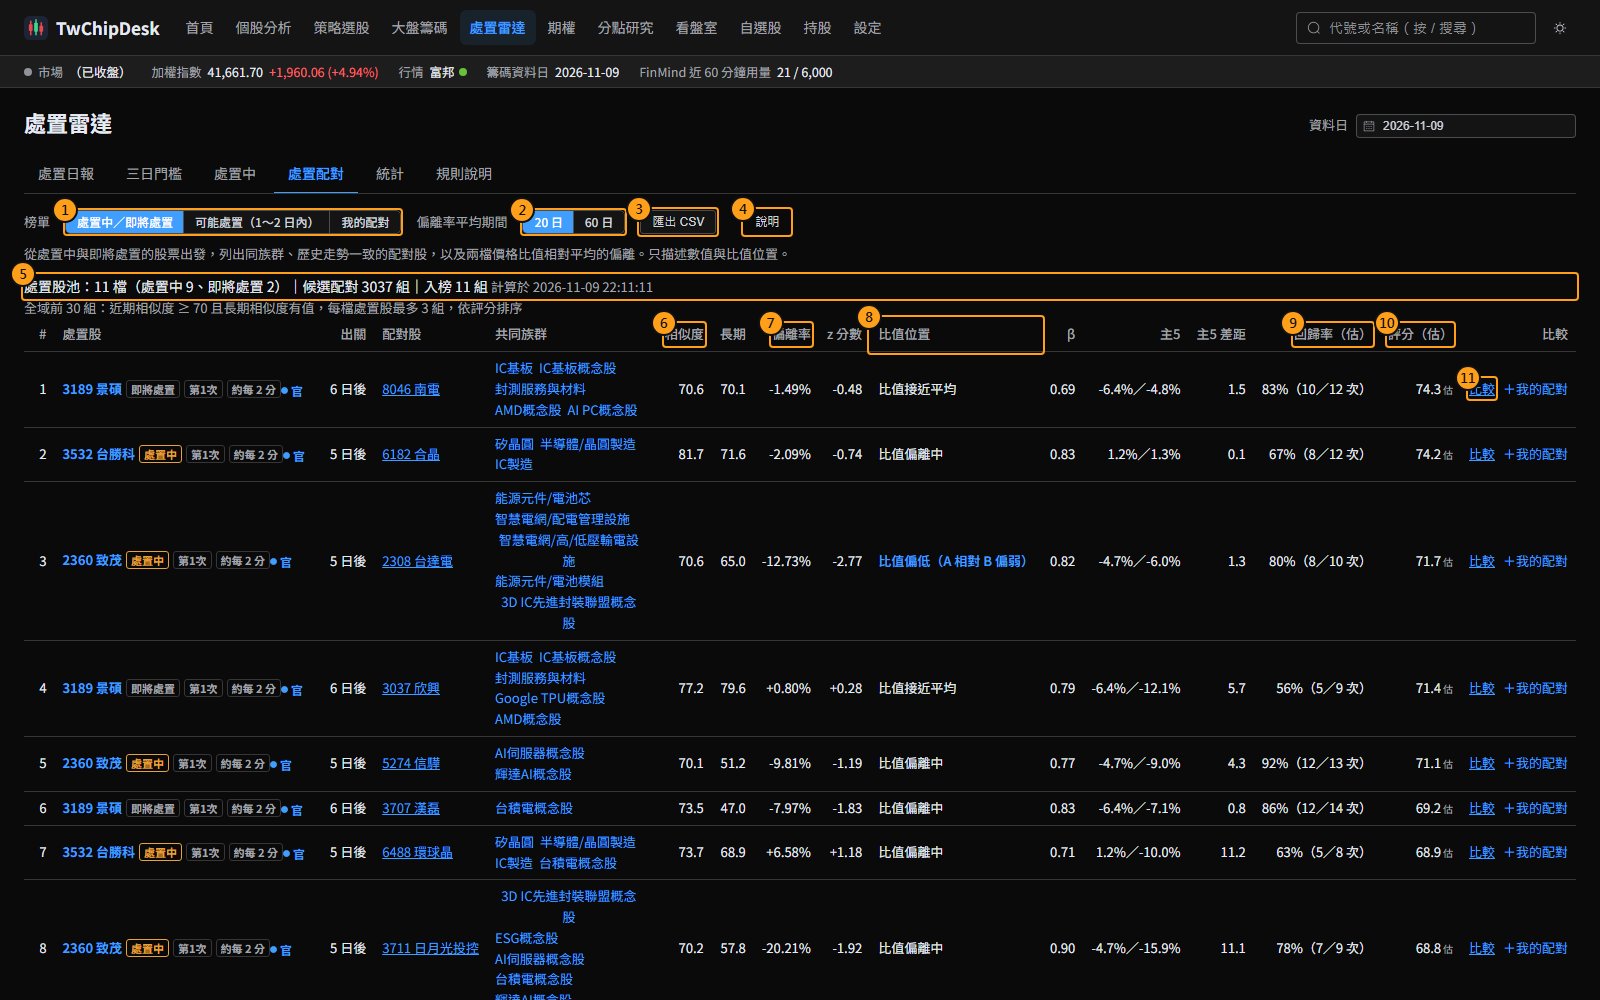 TwChipDesk 首頁 個股分析 策略選股 大盤籌碼 處置雷達 期權 分點研究 看盤室 自選股 持股 設定 代號或名稱（按 / 搜尋）
市場 （已收盤） 加權指數 41,661.70 +1,960.06 (+4.94%) 行情 富邦 籌碼資料日 2026-11-09 FinMind 近 60 分鐘用量 21 / 6,000
處置雷達 資料日 2026-11-09
處置日報 三日門檻 處置中 處置配對 統計 規則說明
榜單 1 處置中／即將處置 可能處置（1～2 日內） 我的配對 偏離率平均期間 2 20 日 60 日 3 匯出 CSV 4 說明
從處置中與即將處置的股票出發，列出同族群、歷史走勢一致的配對股，以及兩檔價格比值相對平均的偏離。只描述數值與比值位置。
5 處置股池：11 檔（處置中 9、即將處置 2）｜候選配對 3037 組｜入榜 11 組 計算於 2026-11-09 22:11:11
全域前 30 組：近期相似度 ≥ 70 且長期相似度有值，每檔處置股最多 3 組，依評分排序
# 處置股 出關 配對股 共同族群 6 相似度 長期 7 偏離率 z 分數 8 比值位置 β 主5 主5 差距 9 回歸率（估） 10 評分（估） 比較
1 3189 景碩 即將處置 第1次 約每 2 分 官 6 日後 8046 南電 IC基板 IC基板概念股 封測服務與材料 AMD概念股 AI PC概念股 70.6 70.1 -1.49% -0.48 比值接近平均 0.69 -6.4%／-4.8% 1.5 83%（10／12 次） 74.3 估 11 比較 ＋我的配對
2 3532 台勝科 處置中 第1次 約每 2 分 官 5 日後 6182 合晶 矽晶圓 半導體/晶圓製造 IC製造 81.7 71.6 -2.09% -0.74 比值偏離中 0.83 1.2%／1.3% 0.1 67%（8／12 次） 74.2 估 比較 ＋我的配對
3 2360 致茂 處置中 第1次 約每 2 分 官 5 日後 2308 台達電 能源元件/電池芯 智慧電網/配電管理設施 智慧電網/高/低壓輸電設施 能源元件/電池模組 3D IC先進封裝聯盟概念股 70.6 65.0 -12.73% -2.77 比值偏低（A 相對 B 偏弱） 0.82 -4.7%／-6.0% 1.3 80%（8／10 次） 71.7 估 比較 ＋我的配對
4 3189 景碩 即將處置 第1次 約每 2 分 官 6 日後 3037 欣興 IC基板 IC基板概念股 封測服務與材料 Google TPU概念股 AMD概念股 77.2 79.6 +0.80% +0.28 比值接近平均 0.79 -6.4%／-12.1% 5.7 56%（5／9 次） 71.4 估 比較 ＋我的配對
5 2360 致茂 處置中 第1次 約每 2 分 官 5 日後 5274 信驊 AI伺服器概念股 輝達AI概念股 70.1 51.2 -9.81% -1.19 比值偏離中 0.77 -4.7%／-9.0% 4.3 92%（12／13 次） 71.1 估 比較 ＋我的配對
6 3189 景碩 即將處置 第1次 約每 2 分 官 6 日後 3707 漢磊 台積電概念股 73.5 47.0 -7.97% -1.83 比值偏離中 0.83 -6.4%／-7.1% 0.8 86%（12／14 次） 69.2 估 比較 ＋我的配對
7 3532 台勝科 處置中 第1次 約每 2 分 官 5 日後 6488 環球晶 矽晶圓 半導體/晶圓製造 IC製造 台積電概念股 73.7 68.9 +6.58% +1.18 比值偏離中 0.71 1.2%／-10.0% 11.2 63%（5／8 次） 68.9 估 比較 ＋我的配對
8 2360 致茂 處置中 第1次 約每 2 分 官 5 日後 3711 日月光投控 3D IC先進封裝聯盟概念股 ESG概念股 AI伺服器概念股 台積電概念股 輝達AI概念股 70.2 57.8 -20.21% -1.92 比值偏離中 0.90 -4.7%／-15.9% 11.1 78%（7／9 次） 68.8 估 比較 ＋我的配對